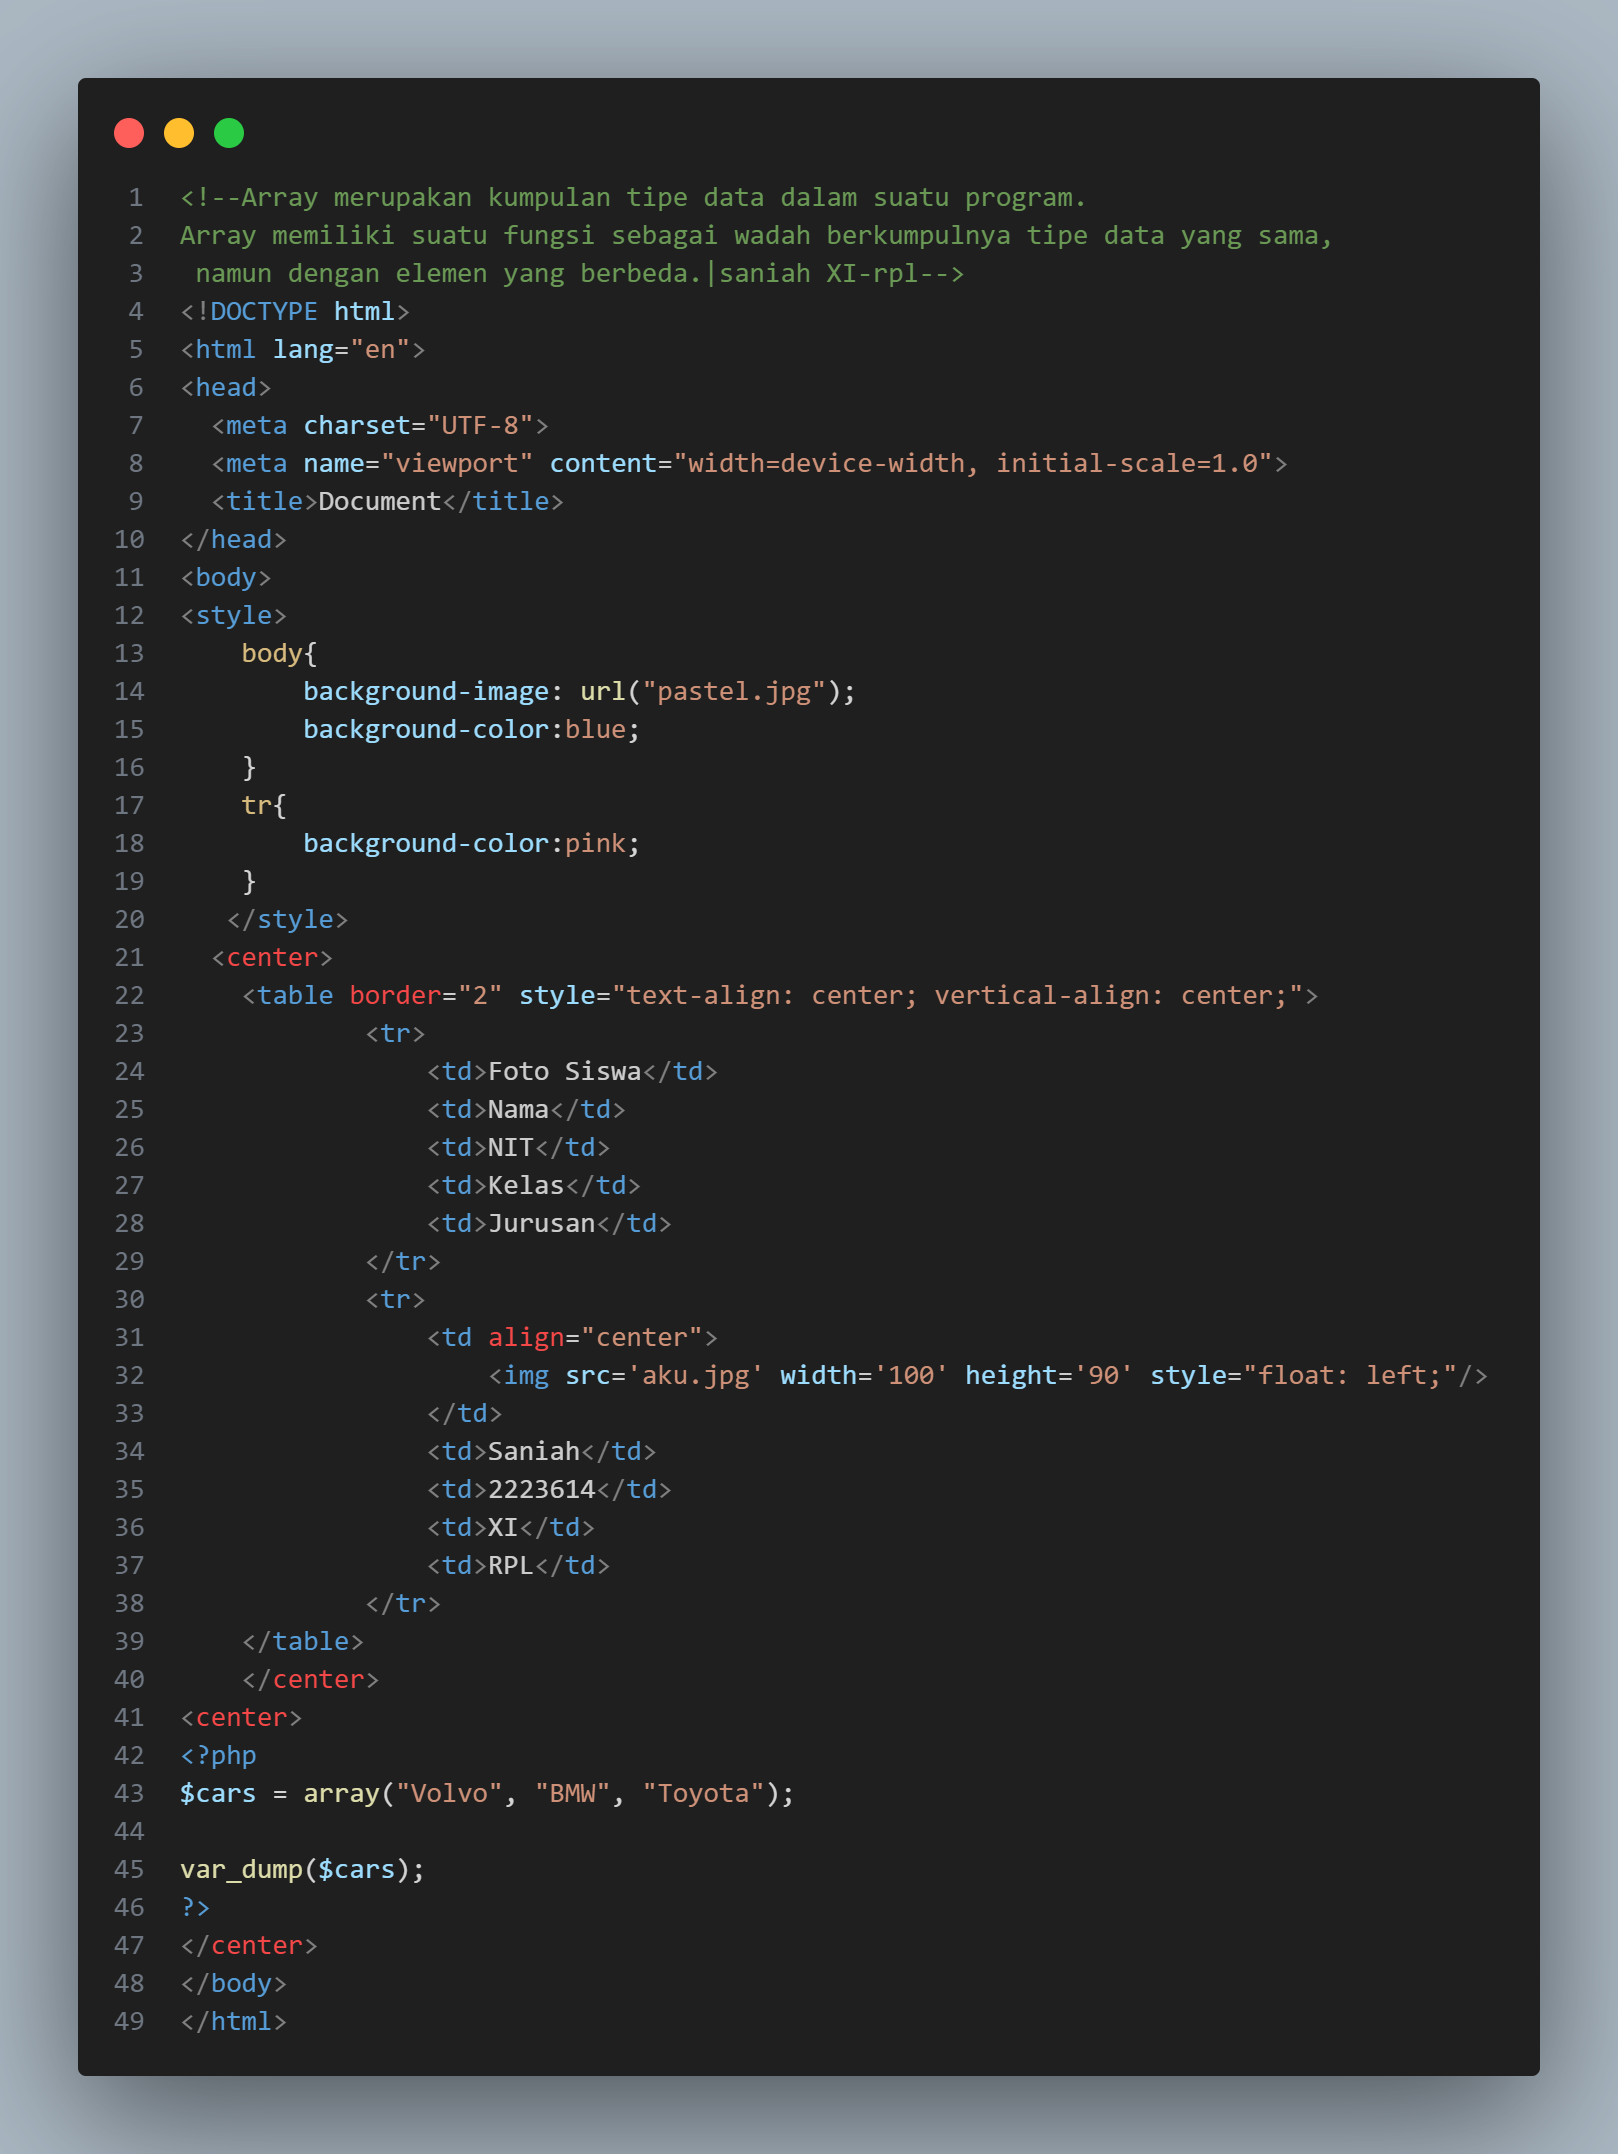 1 <!--Array merupakan kumpulan tipe data dalam suatu program.
2 Array memiliki suatu fungsi sebagai wadah berkumpulnya tipe data yang sama,
3  namun dengan elemen yang berbeda.|saniah XI-rpl-->
4 <!DOCTYPE html>
5 <html lang="en">
6 <head>
7   <meta charset="UTF-8">
8   <meta name="viewport" content="width=device-width, initial-scale=1.0">
9   <title>Document</title>
10 </head>
11 <body>
12 <style>
13     body{
14         background-image: url("pastel.jpg");
15         background-color:blue;
16     }
17     tr{
18         background-color:pink;
19     }
20    </style>
21   <center>
22     <table border="2" style="text-align: center; vertical-align: center;">
23             <tr>
24                 <td>Foto Siswa</td>
25                 <td>Nama</td>
26                 <td>NIT</td>
27                 <td>Kelas</td>
28                 <td>Jurusan</td>
29             </tr>
30             <tr>
31                 <td align="center">
32                     <img src='aku.jpg' width='100' height='90' style="float: left;"/>
33                 </td>
34                 <td>Saniah</td>
35                 <td>2223614</td>
36                 <td>XI</td>
37                 <td>RPL</td>
38             </tr>
39     </table>
40     </center>
41 <center>
42 <?php
43 $cars = array("Volvo", "BMW", "Toyota");
44
45 var_dump($cars);
46 ?>
47 </center>
48 </body>
49 </html>